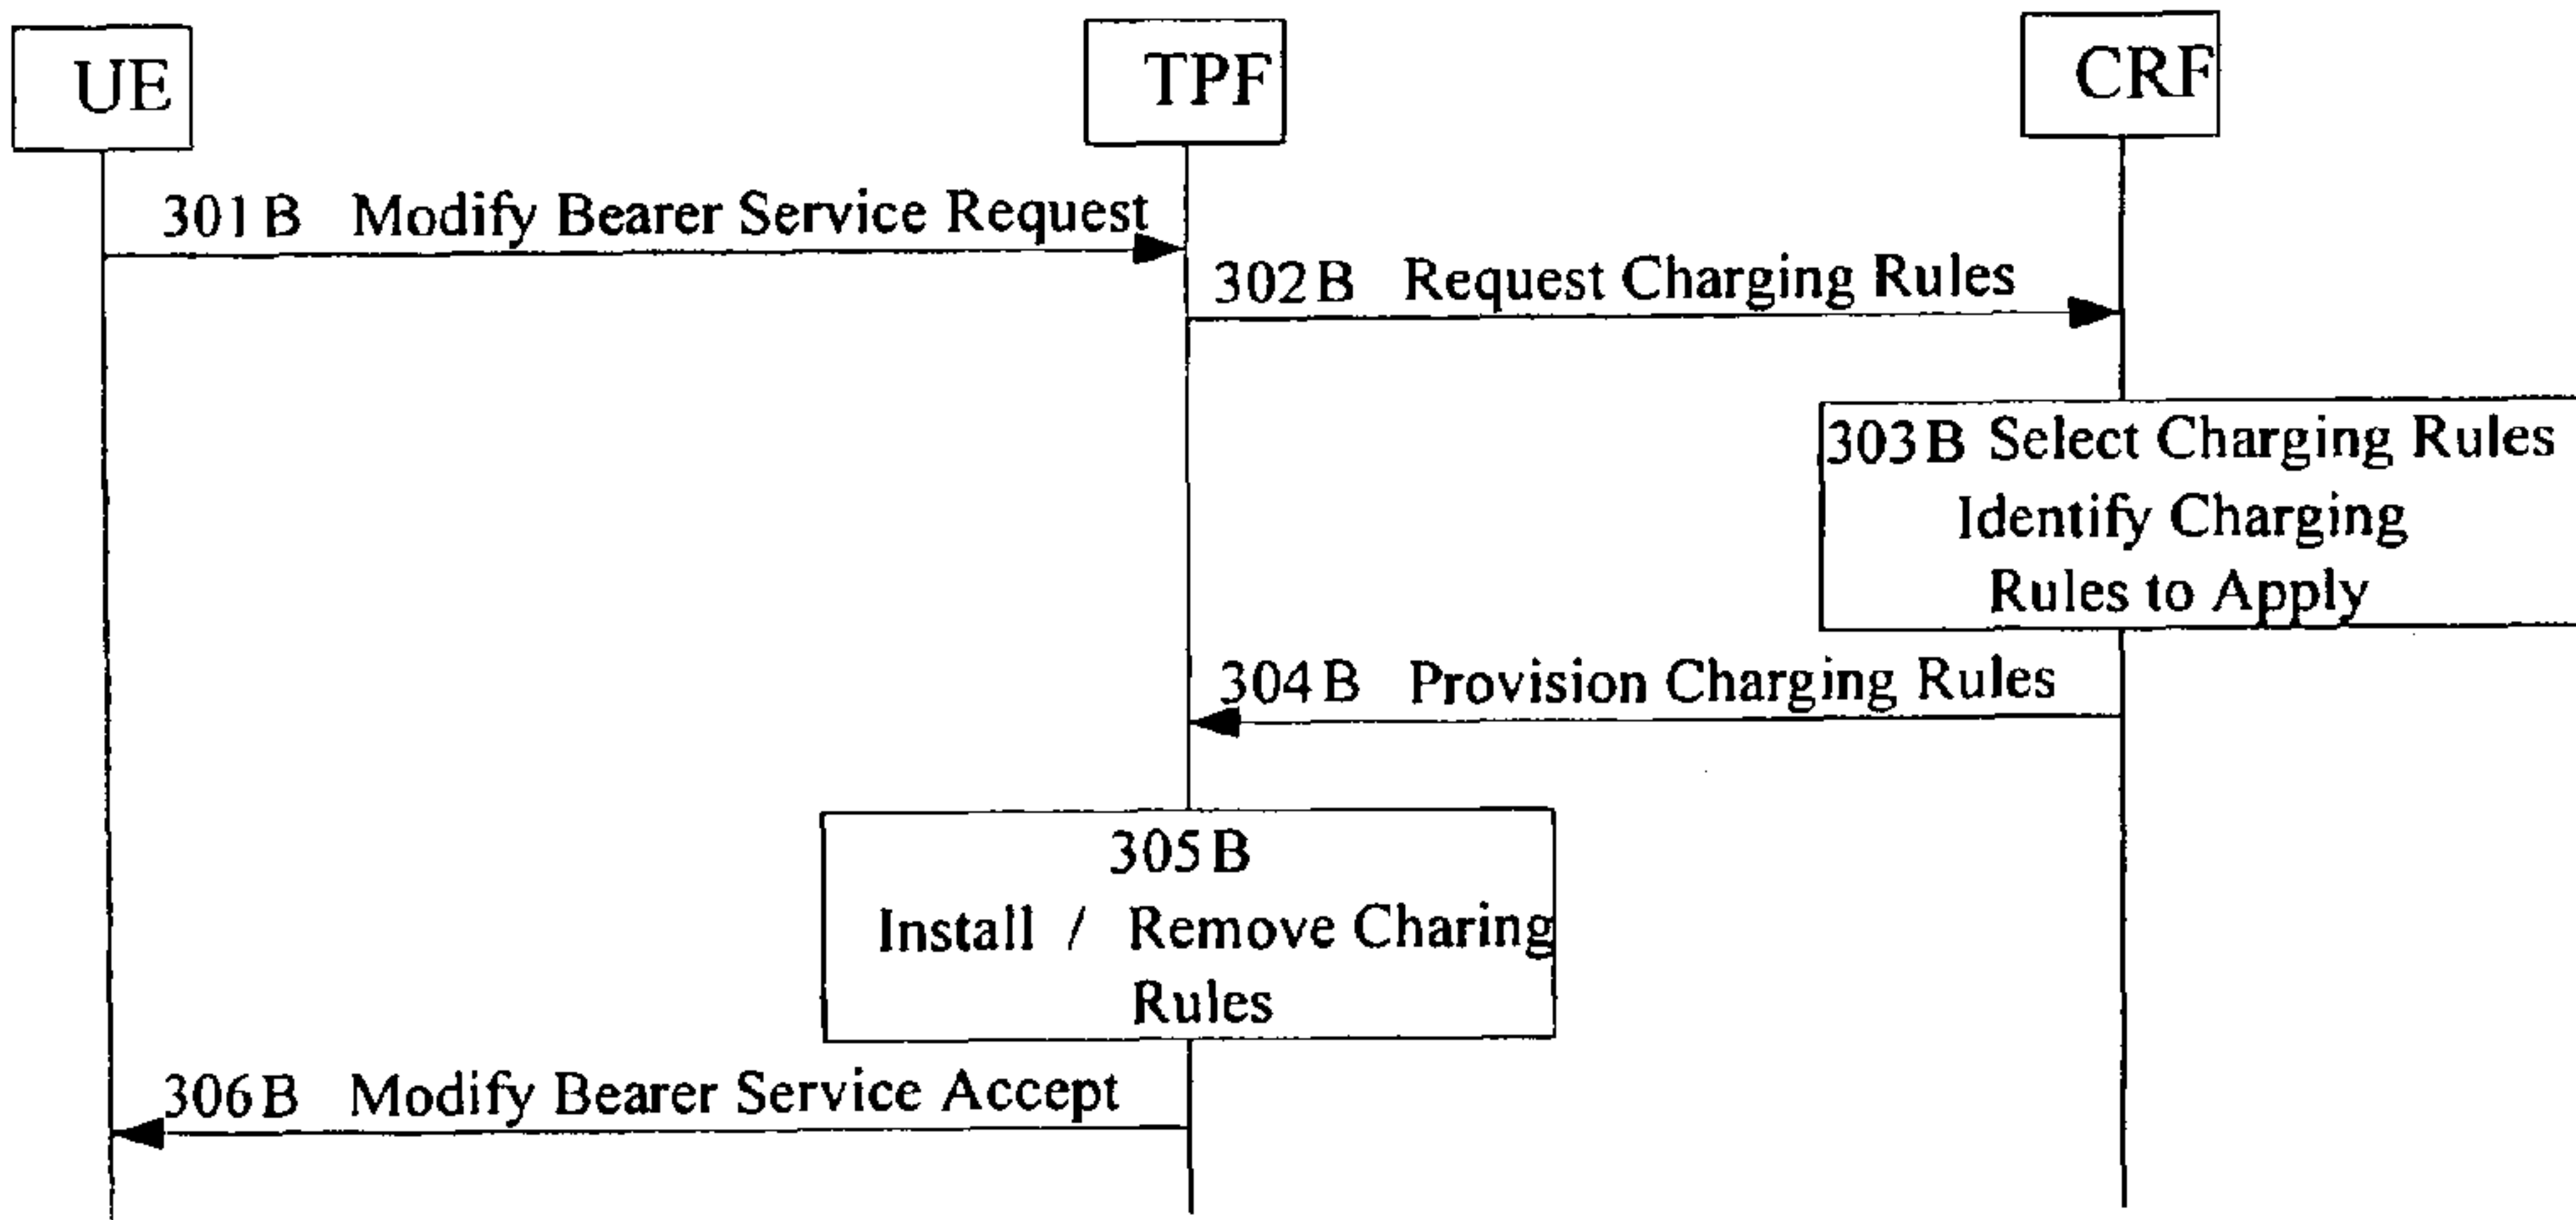 UE
TPF
CRF
301B Modify Bearer Service Request
302B Request Charging Rules
303B Select Charging Rules
Identify Charging
Rules to Apply
304B Provision Charging Rules
305B
Install / Remove Charing
Rules
306B Modify Bearer Service Accept